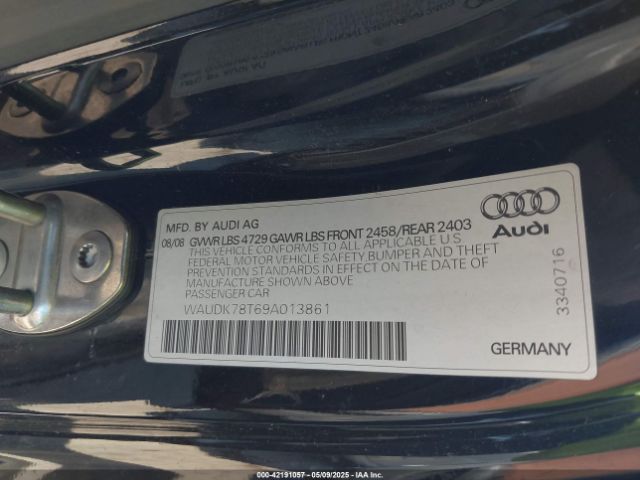 MFD. BY AUDI AG
08/08 GVWR LBS 4729 GAWR LBS FRONT 2458/REAR 2403
THIS VEHICLE CONFORMS TO ALL APPLICABLE U.S.
FEDERAL MOTOR VEHICLE SAFETY,BUMPER AND THEFT
PREVENTION STANDARDS IN EFFECT ON THE DATE OF
MANUFACTURE SHOWN ABOVE
PASSENGER CAR
WAUDK78T69A013861
Audi
3340716
GERMANY
000-42191057 - 05/09/2025 - IAAI.COM